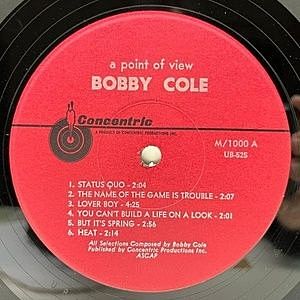 a point of view
BOBBY COLE
Concentric
A PRODUCT OF CONCENTRIC PRODUCTIONS INC.
M/1000 A
UB-525
1. STATUS QUO - 2:04
2. THE NAME OF THE GAME IS TROUBLE - 2:07
3. LOVER BOY - 4:25
4. YOU CAN'T BUILD A LIFE ON A LOOK - 2:01
5. BUT IT'S SPRING - 2:56
6. HEAT - 2:14
All Selections Composed by Bobby Cole
Published by Concentric Productions Inc.
ASCAP